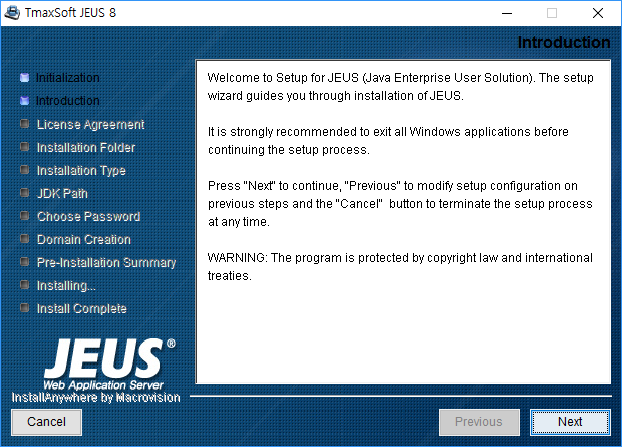 TmaxSoft JEUS 8
Introduction
Initialization
Introduction
License Agreement
Installation Folder
Installation Type
JDK Path
Choose Password
Domain Creation
Pre-Installation Summary
Installing...
Install Complete
Welcome to Setup for JEUS (Java Enterprise User Solution). The setup
wizard guides you through installation of JEUS.
It is strongly recommended to exit all Windows applications before
continuing the setup process.
Press "Next" to continue, "Previous" to modify setup configuration on
previous steps and the "Cancel"  button to terminate the setup process
at any time.
WARNING: The program is protected by copyright law and international
treaties.
JEUS®
Web Application Server
InstallAnywhere by Macrovision
Cancel
Previous
Next